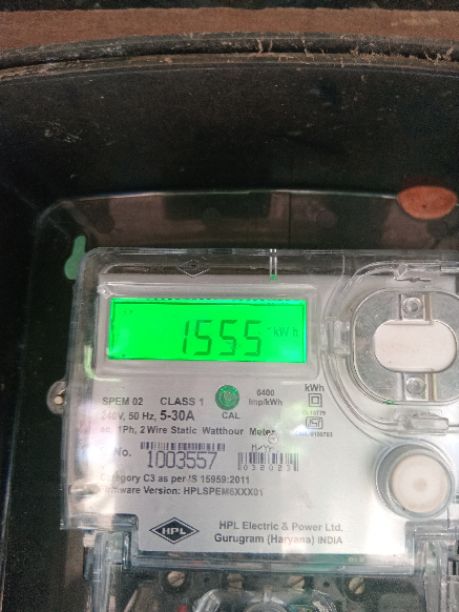 HPL
1555 kWh
SPEM 02 CLASS 1 6400 kWh
240V, 50 Hz, 5-30A CAL. Imp/kWh
ac, 1Ph, 2 Wire Static Watthour Meter
No. 1003557
Category C3 as per IS 15959:2011
Firmware Version: HPLSPEM6XXX01
HPL HPL Electric & Power Ltd.
Gurugram (Haryana) INDIA